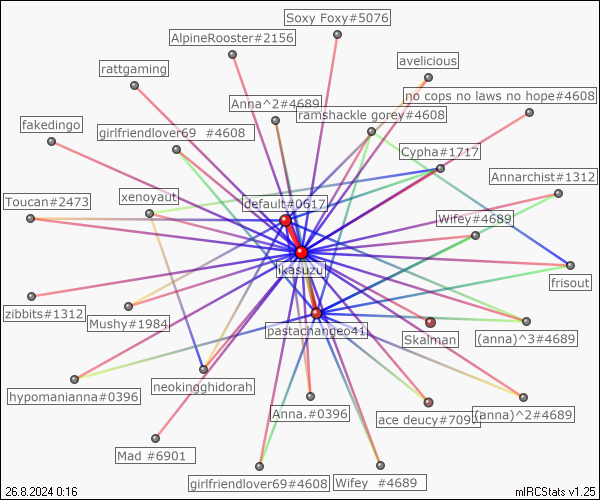 Soxy Foxy#5076
AlpineRooster#2156
avelicious
rattgaming
no cops no laws no hope#4608
Anna^2#4689
ramshackle gorey#4608
fakedingo
girlfriendlover69 #4608
Cypha#1717
Annarchist#1312
xenoyaut
Toucan#2473
default#0617
Wifey#4689
ikasuzu
frisout
zibbits#1312
Mushy#1984
pastachangeo41
Skalman
(anna)^3#4689
neokingghidorah
hypomanianna#0396
Anna.#0396
ace deucy#7097
(anna)^2#4689
Mad #6901
girlfriendlover69#4608
Wifey #4689
26.8.2024 0:16
mIRCStats v1.25